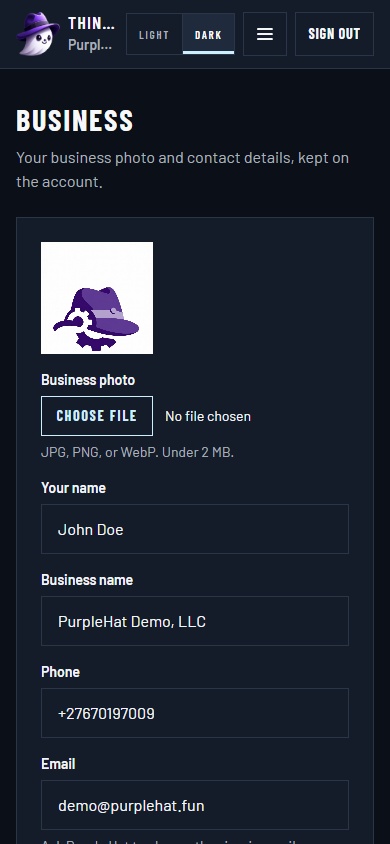 THIN...
Purpl...
LIGHT
DARK
SIGN OUT
BUSINESS
Your business photo and contact details, kept on
the account.
Business photo
CHOOSE FILE
No file chosen
JPG, PNG, or WebP. Under 2 MB.
Your name
John Doe
Business name
PurpleHat Demo, LLC
Phone
+27670197009
Email
demo@purplehat.fun